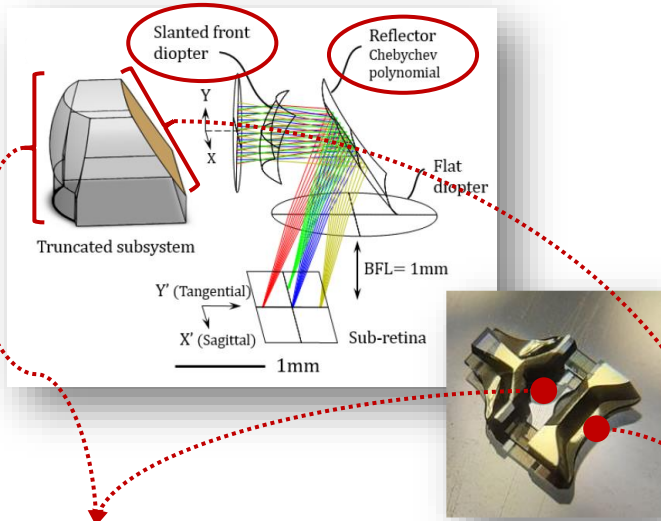 Slanted front
diopter
Reflector
Chebychev
polynomial
Y
X
Flat
diopter
Truncated subsystem
BFL= 1mm
Y' (Tangential)
X' (Sagittal)
Sub-retina
1mm